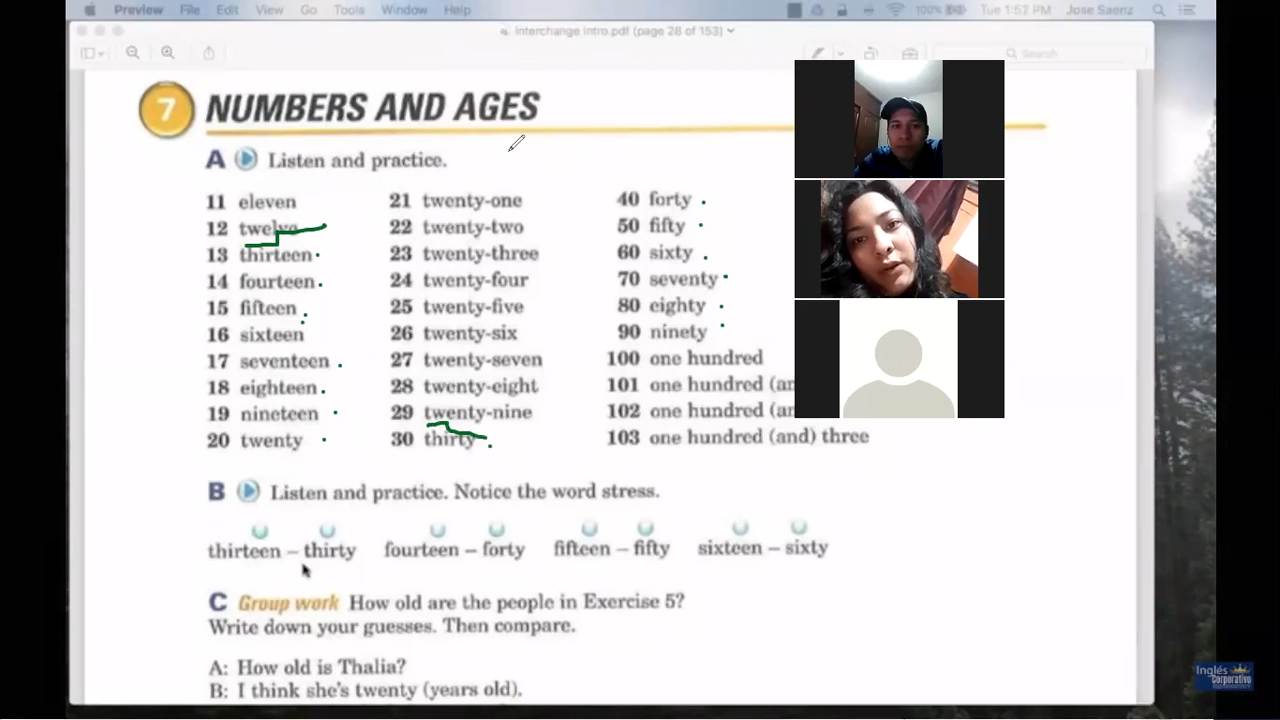 Preview File Edit View Go Tools Window Help 100% Tue 1:57 PM Jose Saenz
Interchange Intro.pdf (page 28 of 153)
Search
7 NUMBERS AND AGES
A Listen and practice.
11 eleven 21 twenty-one 40 forty
12 twelve 22 twenty-two 50 fifty
13 thirteen 23 twenty-three 60 sixty
14 fourteen 24 twenty-four 70 seventy
15 fifteen 25 twenty-five 80 eighty
16 sixteen 26 twenty-six 90 ninety
17 seventeen 27 twenty-seven 100 one hundred
18 eighteen 28 twenty-eight 101 one hundred (an
19 nineteen 29 twenty-nine 102 one hundred (an
20 twenty 30 thirty 103 one hundred (and) three
B Listen and practice. Notice the word stress.
thirteen – thirty fourteen – forty fifteen – fifty sixteen – sixty
C Group work How old are the people in Exercise 5?
Write down your guesses. Then compare.
A: How old is Thalia?
B: I think she's twenty (years old).
Inglés
Corporativo